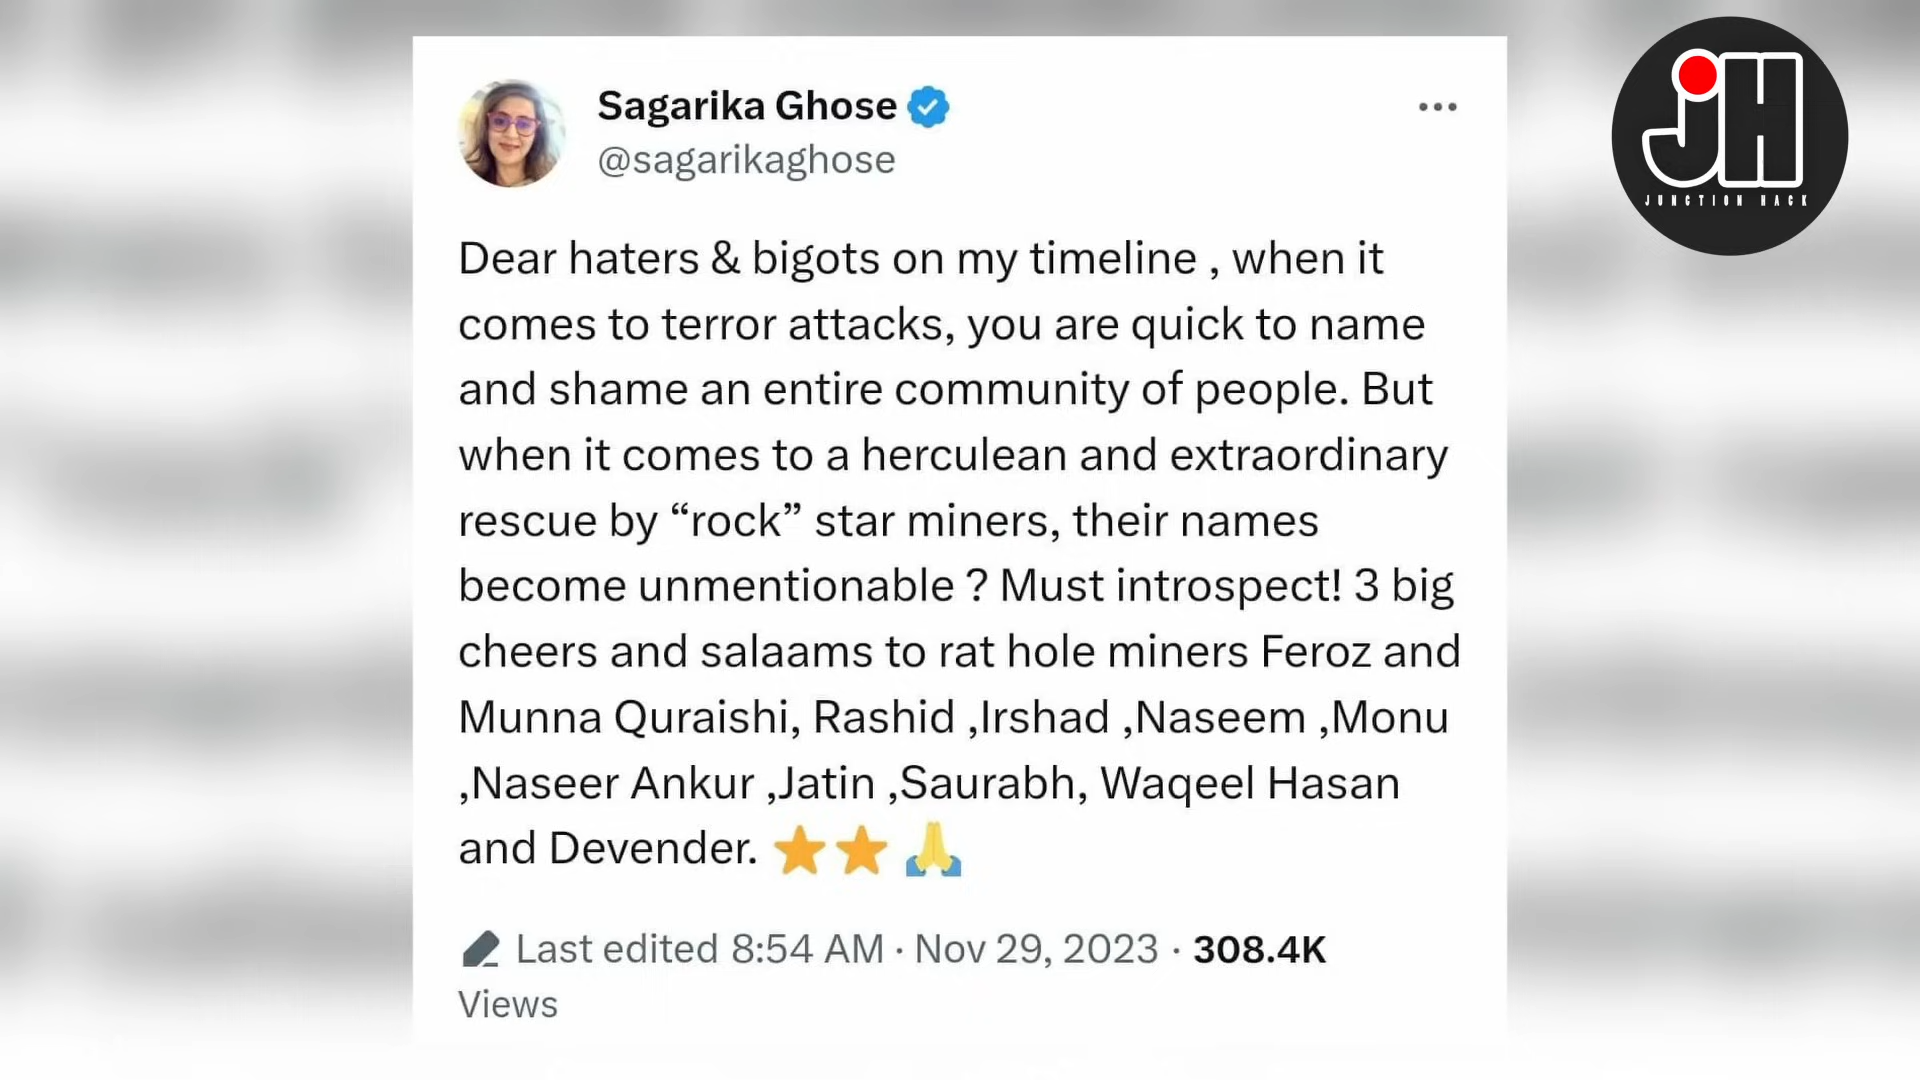 Sagarika Ghose
@sagarikaghose
JH
JUNCTION HACK
Dear haters & bigots on my timeline , when it
comes to terror attacks, you are quick to name
and shame an entire community of people. But
when it comes to a herculean and extraordinary
rescue by “rock” star miners, their names
become unmentionable ? Must introspect! 3 big
cheers and salaams to rat hole miners Feroz and
Munna Quraishi, Rashid ,Irshad ,Naseem ,Monu
,Naseer Ankur ,Jatin ,Saurabh, Waqeel Hasan
and Devender. ⭐⭐🙏
Last edited 8:54 AM · Nov 29, 2023 · 308.4K
Views